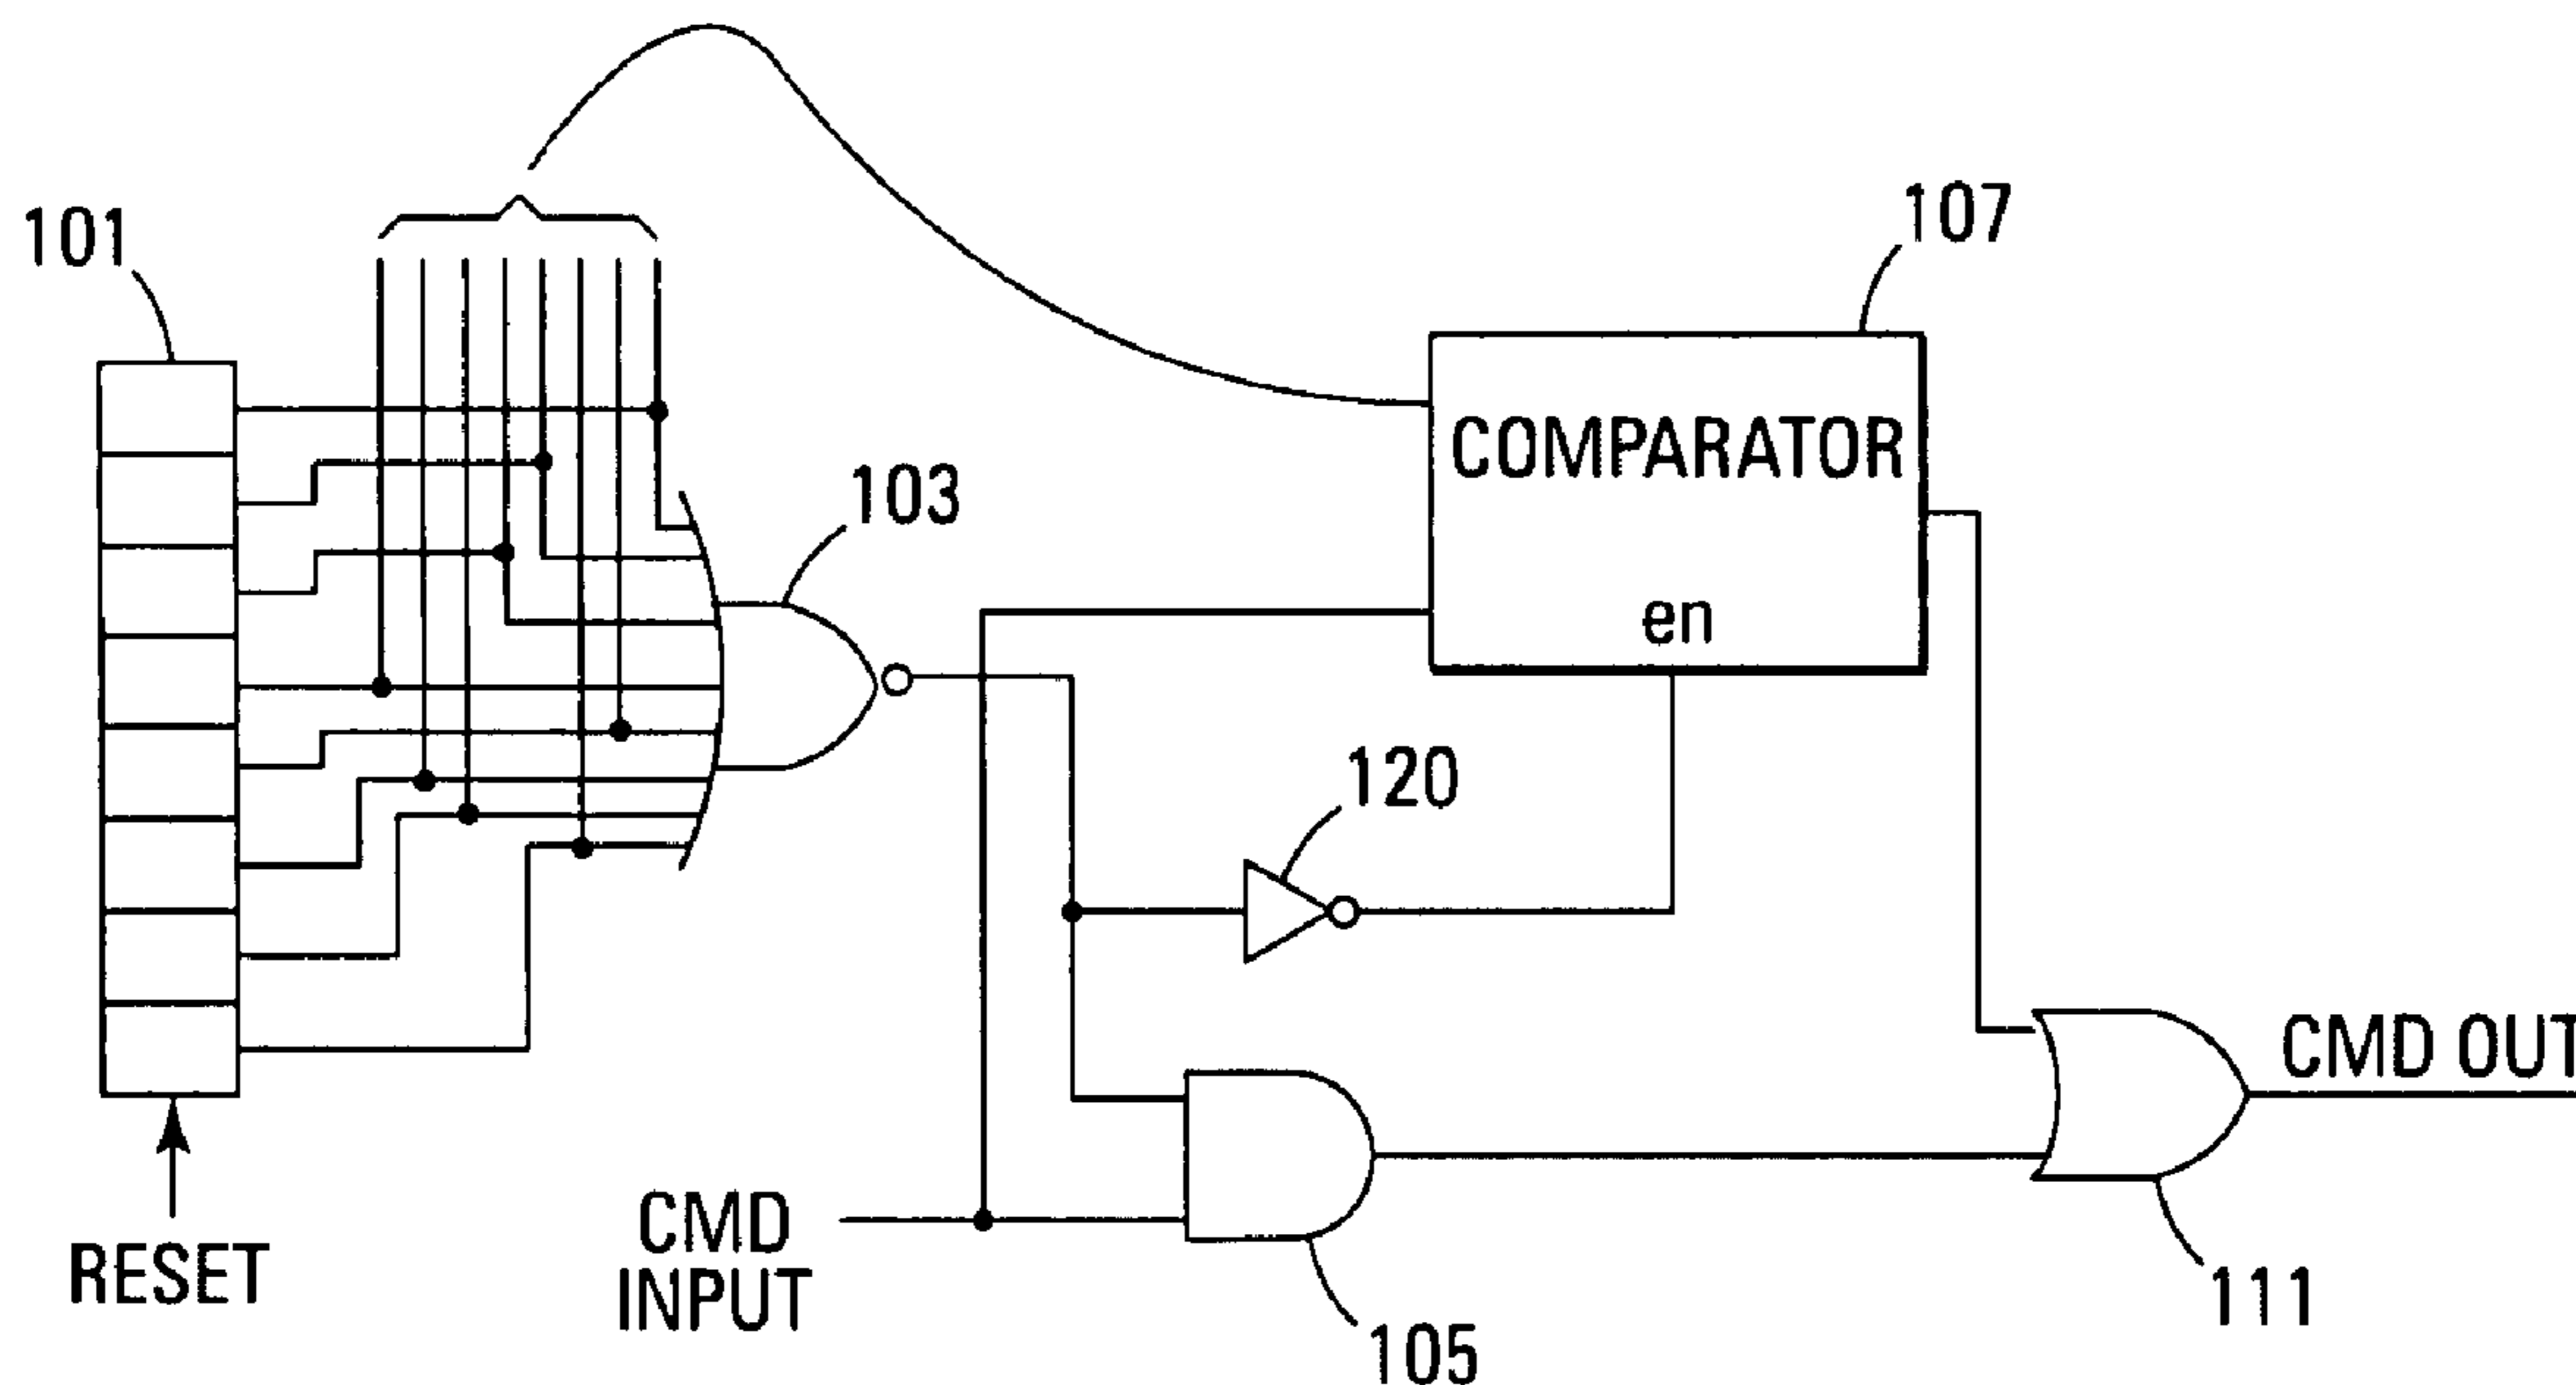 101
107
COMPARATOR
en
103
120
CMD OUT
CMD
INPUT
RESET
105
111